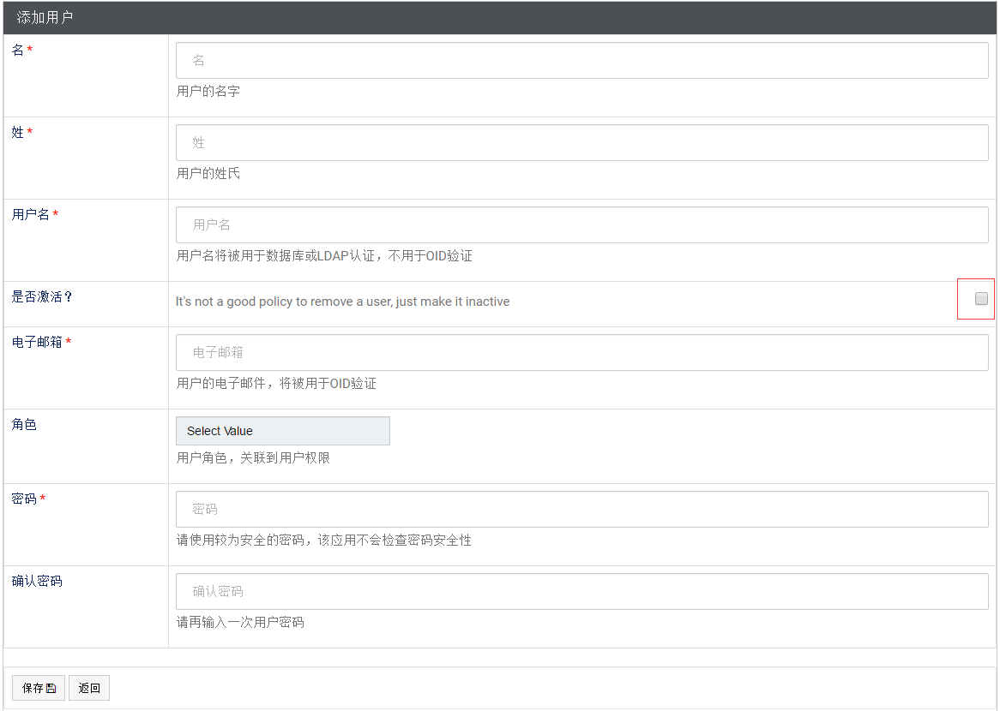 添加用户
名 *
名
用户的名字
姓 *
姓
用户的姓氏
用户名 *
用户名
用户名将被用于数据库或LDAP认证，不用于OID验证
是否激活？
It's not a good policy to remove a user, just make it inactive
电子邮箱 *
电子邮箱
用户的电子邮件，将被用于OID验证
角色
Select Value
用户角色，关联到用户权限
密码 *
密码
请使用较为安全的密码，该应用不会检查密码安全性
确认密码
确认密码
请再输入一次用户密码
保存 返回